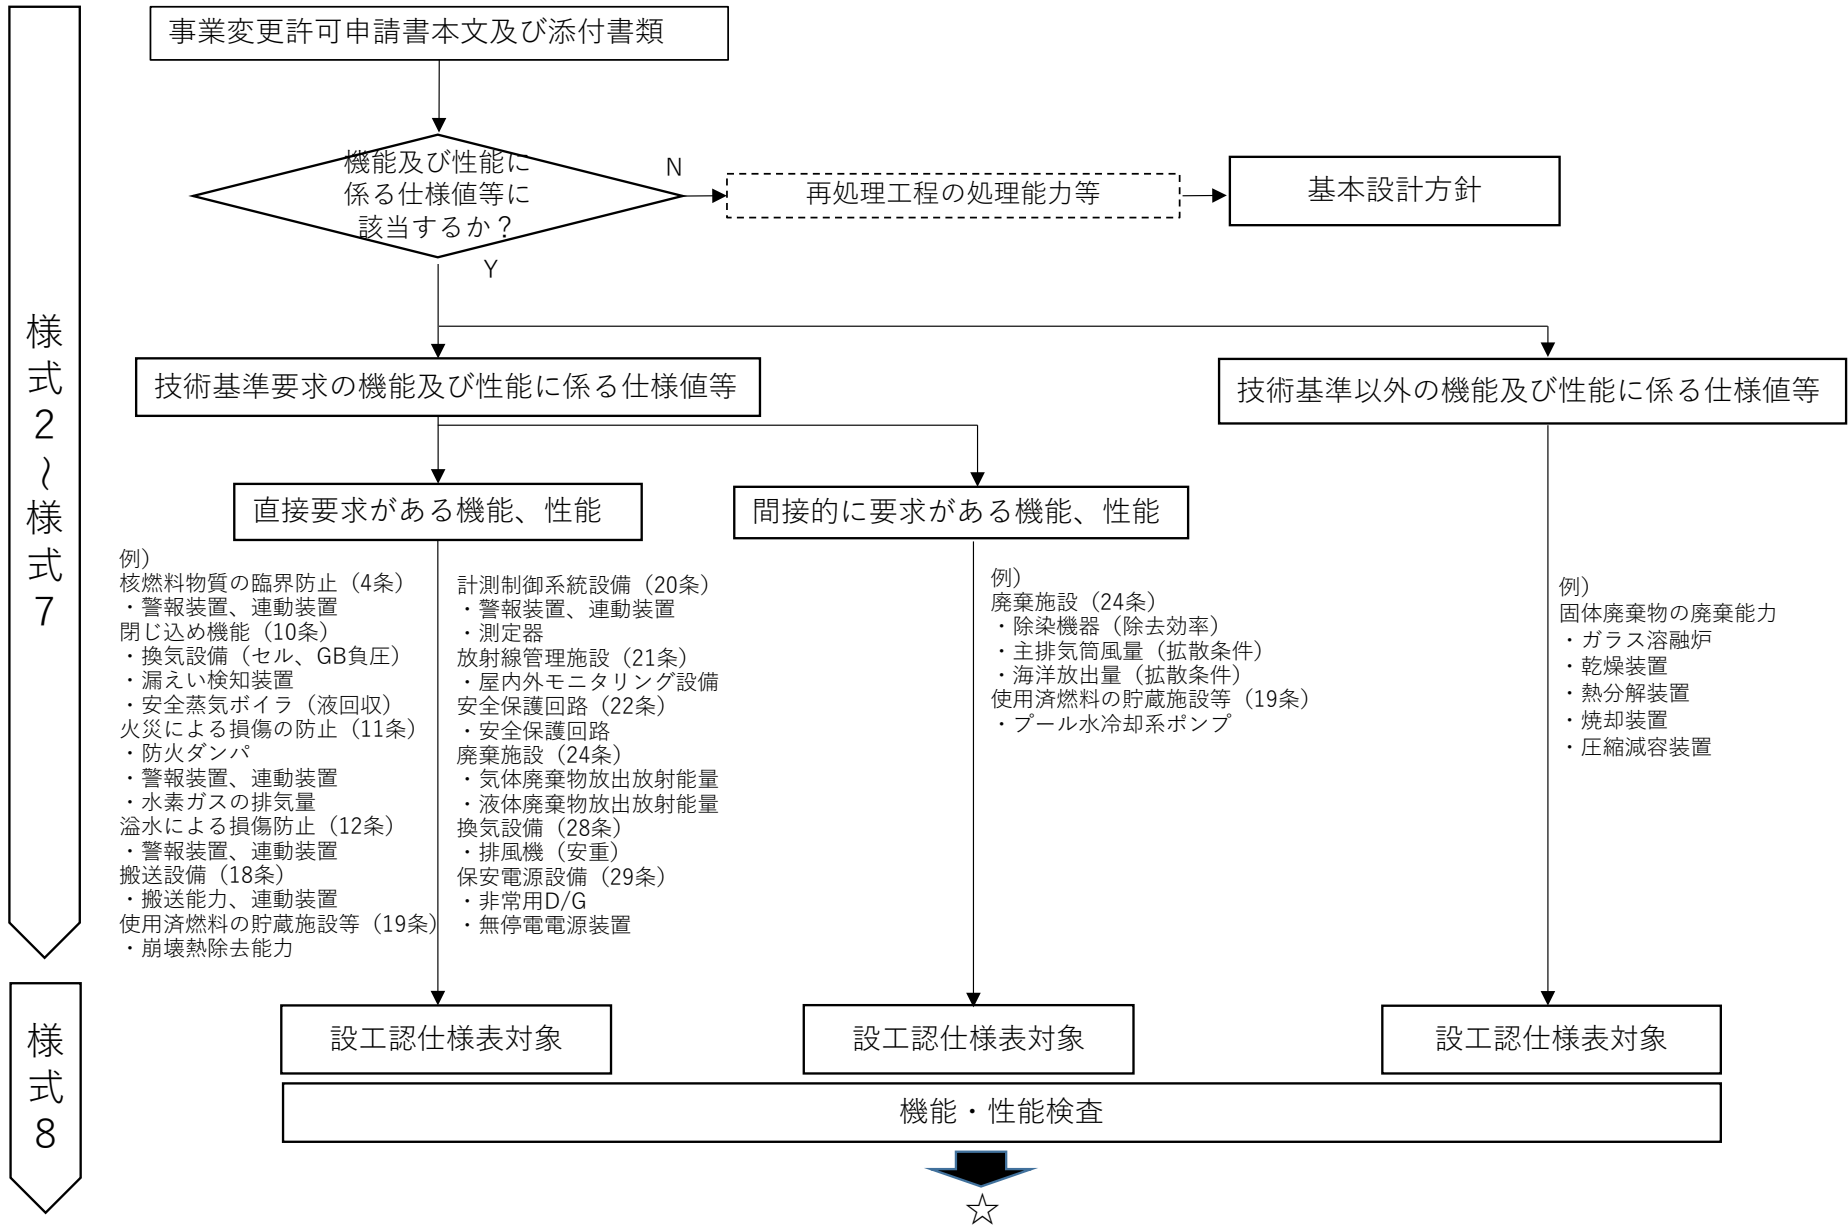 事業変更許可申請書本文及び添付書類
機能及び性能に
係る仕様値等に
該当するか？
N
再処理工程の処理能力等
基本設計方針
Y
様式2～様式7
技術基準要求の機能及び性能に係る仕様値等
技術基準以外の機能及び性能に係る仕様値等
直接要求がある機能、性能
間接的に要求がある機能、性能
例）
核燃料物質の臨界防止（4条）
・警報装置、連動装置
閉じ込め機能（10条）
・換気設備（セル、GB負圧）
・漏えい検知装置
・安全蒸気ボイラ（液回収）
火災による損傷の防止（11条）
・防火ダンパ
・警報装置、連動装置
・水素ガスの排気量
溢水による損傷防止（12条）
・警報装置、連動装置
搬送設備（18条）
・搬送能力、連動装置
使用済燃料の貯蔵施設等（19条）
・崩壊熱除去能力
計測制御系統設備（20条）
・警報装置、連動装置
・測定器
放射線管理施設（21条）
・屋内外モニタリング設備
安全保護回路（22条）
・安全保護回路
廃棄施設（24条）
・気体廃棄物放出放射能量
・液体廃棄物放出放射能量
換気設備（28条）
・排風機（安重）
保安電源設備（29条）
・非常用D/G
・無停電電源装置
例）
廃棄施設（24条）
・除染機器（除去効率）
・主排気筒風量（拡散条件）
・海洋放出量（拡散条件）
使用済燃料の貯蔵施設等（19条）
・プール水冷却系ポンプ
例）
固体廃棄物の廃棄能力
・ガラス溶融炉
・乾燥装置
・熱分解装置
・焼却装置
・圧縮減容装置
様式8
設工認仕様表対象
設工認仕様表対象
設工認仕様表対象
機能・性能検査
☆